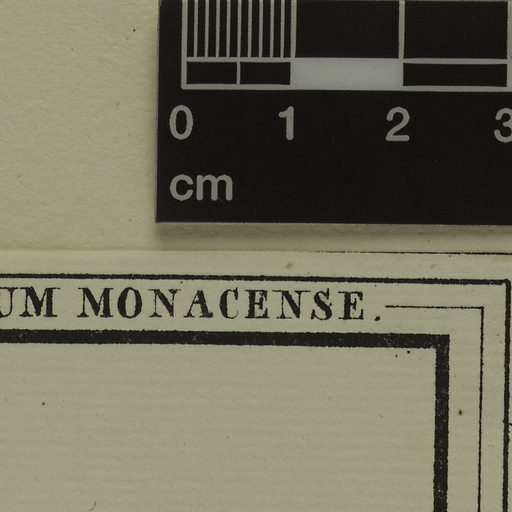 0 1 2 3
cm
UM MONACENSE.